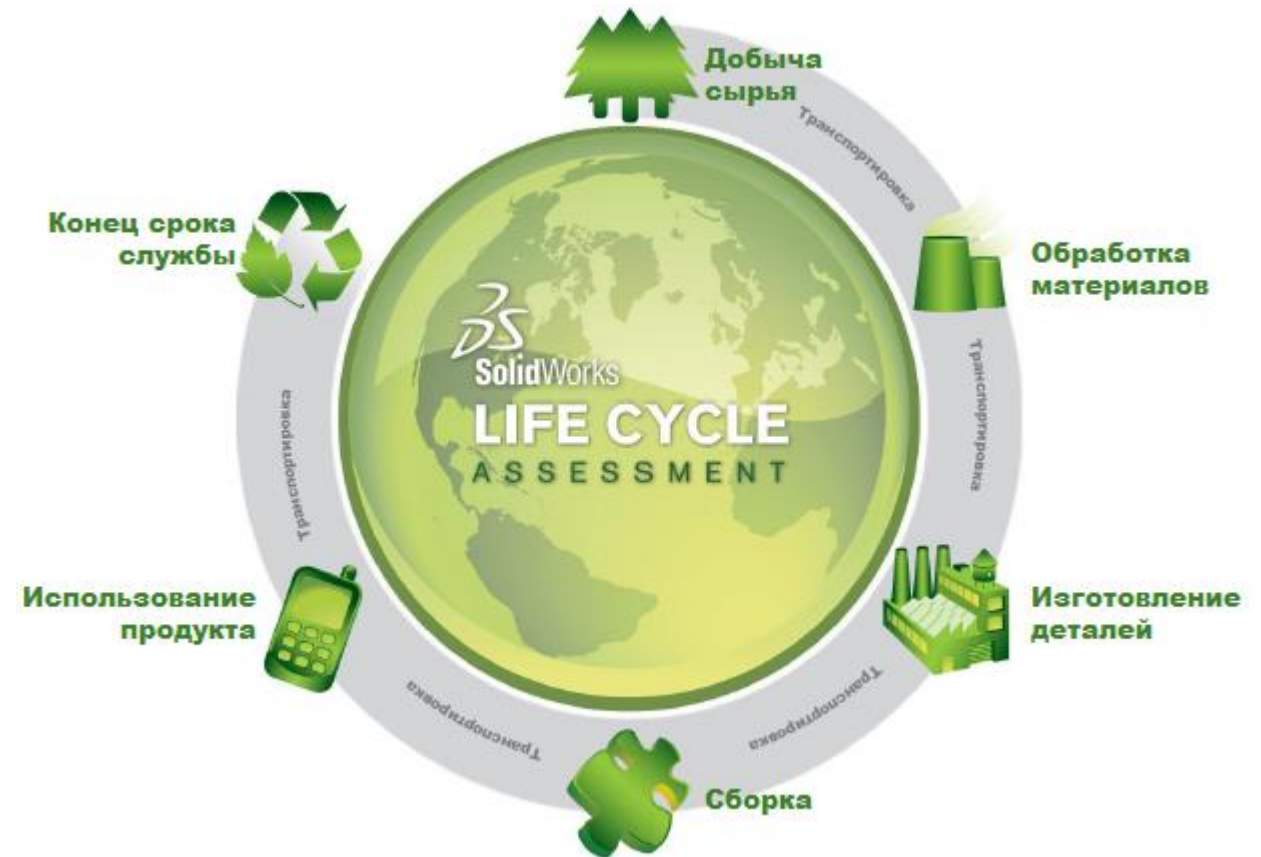 Добыча
сырья
Транспортировка
Обработка
материалов
Транспортировка
Изготовление
деталей
Транспортировка
Сборка
Транспортировка
Использование
продукта
Транспортировка
Конец срока
службы
DS
SolidWorks
LIFE CYCLE
ASSESSMENT